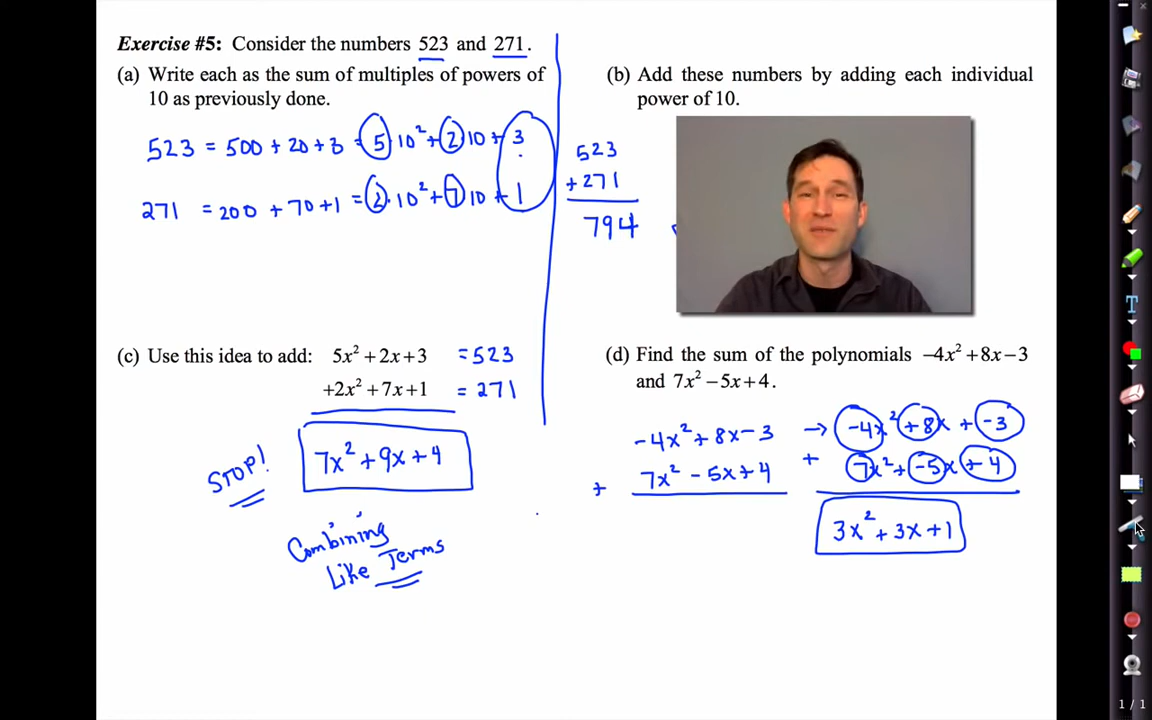 Exercise #5: Consider the numbers 523 and 271.
(a) Write each as the sum of multiples of powers of
10 as previously done.
523 = 500 + 20 + 3 = 5 10² + 2 10 + 3
271 = 200 + 70 + 1 = 2 · 10² + 7 10 + 1
(b) Add these numbers by adding each individual
power of 10.
523
+ 271
794
(c) Use this idea to add: 5x² + 2x + 3 = 523
+2x² + 7x + 1 = 271
7x² + 9x + 4
STOP!
Combining
Like Terms
(d) Find the sum of the polynomials −4x² + 8x − 3
and 7x² − 5x + 4.
-4x² + 8x - 3 → -4x² + 8x + -3
+ 7x² - 5x + 4 + 7x² + -5x + 4
3x² + 3x + 1
T
1 / 1